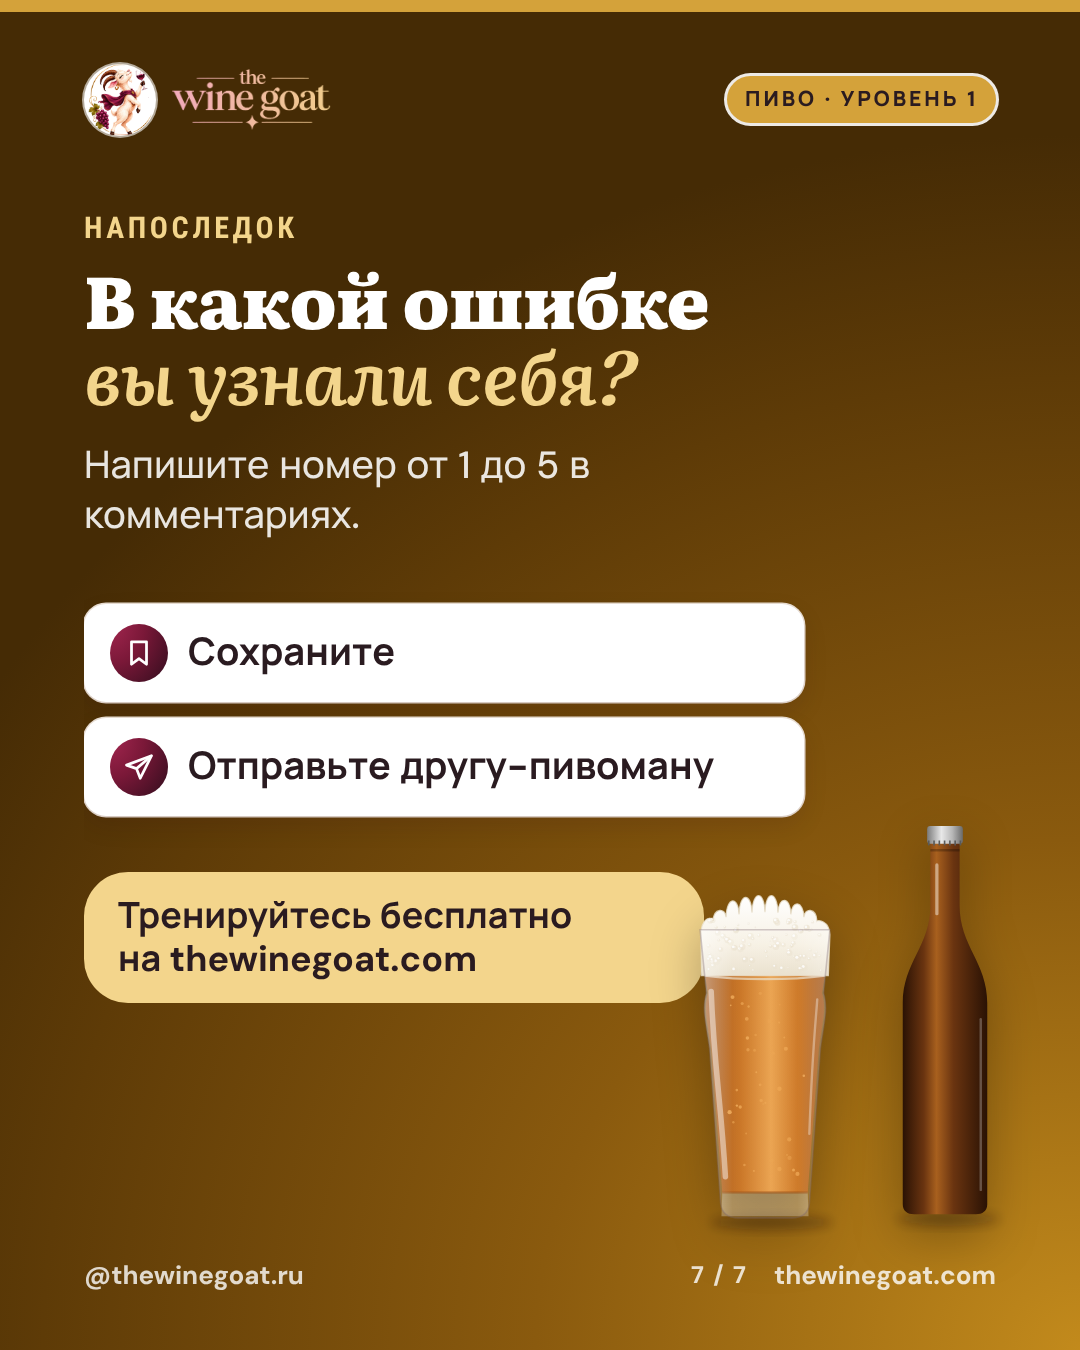 the
wine goat
ПИВО · УРОВЕНЬ 1
НАПОСЛЕДОК
В какой ошибке
вы узнали себя?
Напишите номер от 1 до 5 в
комментариях.
Сохраните
Отправьте другу-пивоману
Тренируйтесь бесплатно
на thewinegoat.com
@thewinegoat.ru
7 / 7
thewinegoat.com